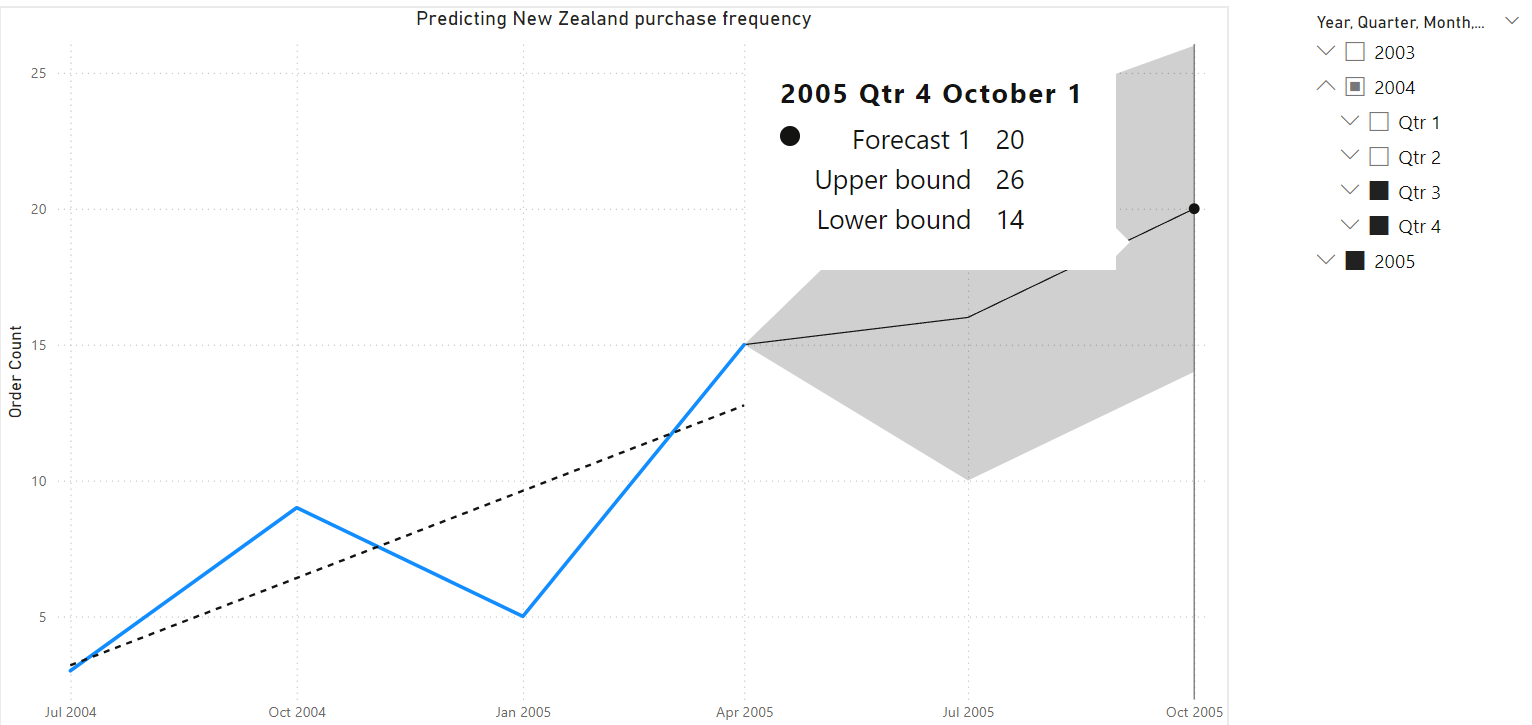 Predicting New Zealand purchase frequency
Order Count
25
20
15
10
5
Jul 2004
Oct 2004
Jan 2005
Apr 2005
Jul 2005
Oct 2005
2005 Qtr 4 October 1
Forecast 1 20
Upper bound 26
Lower bound 14
Year, Quarter, Month,...
2003
2004
Qtr 1
Qtr 2
Qtr 3
Qtr 4
2005